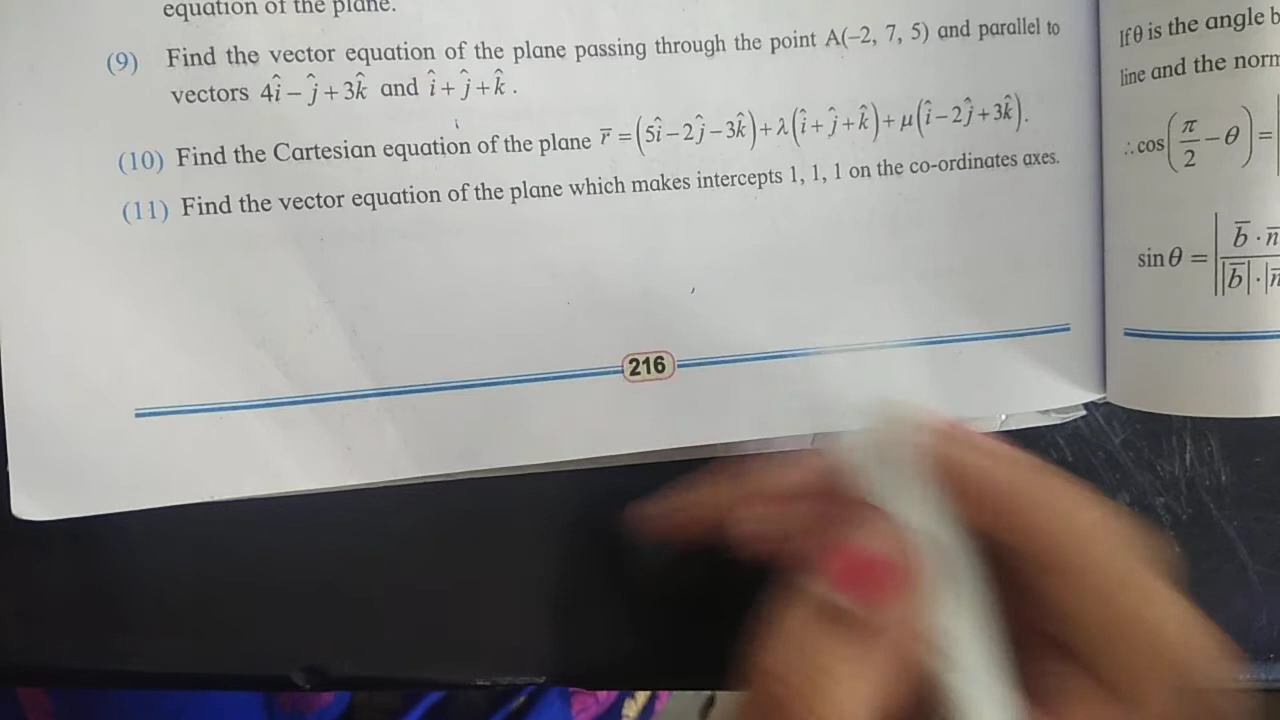 equation of the plane.
(9) Find the vector equation of the plane passing through the point A(–2, 7, 5) and parallel to
vectors 4î − ĵ + 3k̂ and î + ĵ + k̂ .
(10) Find the Cartesian equation of the plane r̄ = (5î − 2ĵ − 3k̂) + λ(î + ĵ + k̂) + μ(î − 2ĵ + 3k̂).
(11) Find the vector equation of the plane which makes intercepts 1, 1, 1 on the co-ordinates axes.
216
If θ is the angle
line and the
∴ cos(π/2 − θ) =
sin θ = | b̄ · n̄ / |b̄| · |n̄